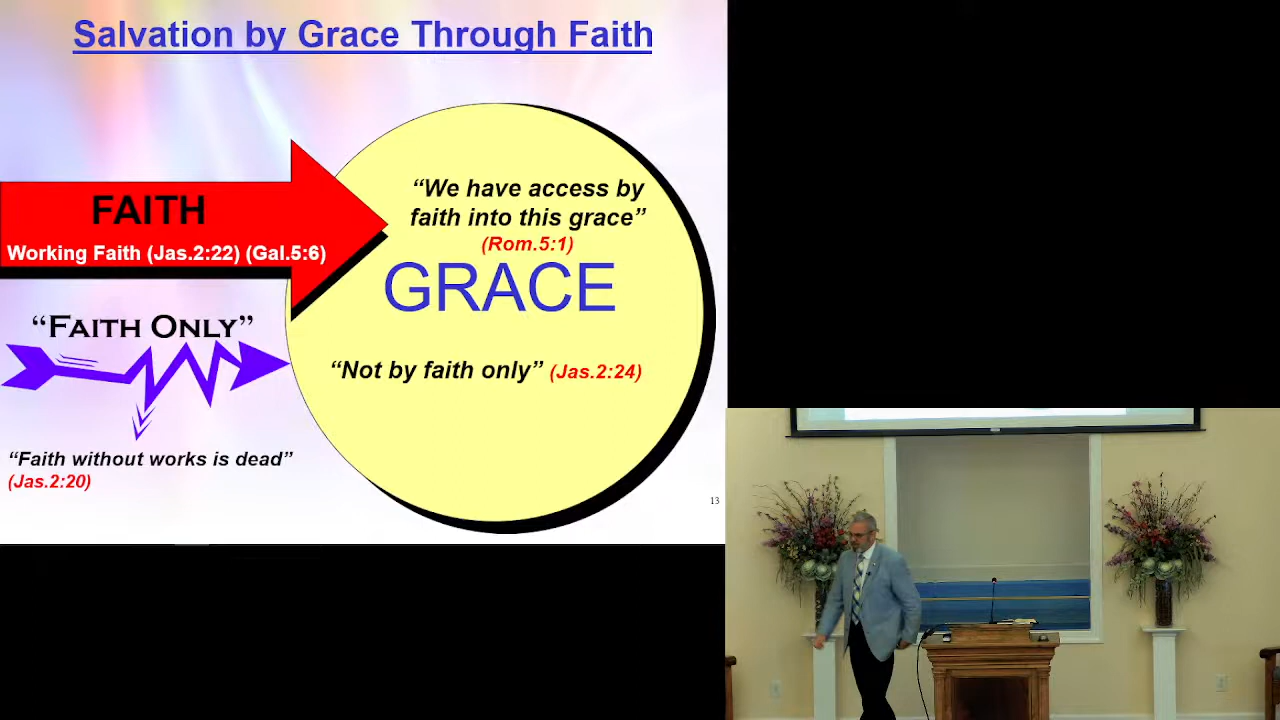 Salvation by Grace Through Faith
“We have access by
faith into this grace”
(Rom.5:1)
FAITH
Working Faith (Jas.2:22) (Gal.5:6)
GRACE
“FAITH ONLY”
“Not by faith only” (Jas.2:24)
“Faith without works is dead”
(Jas.2:20)
13